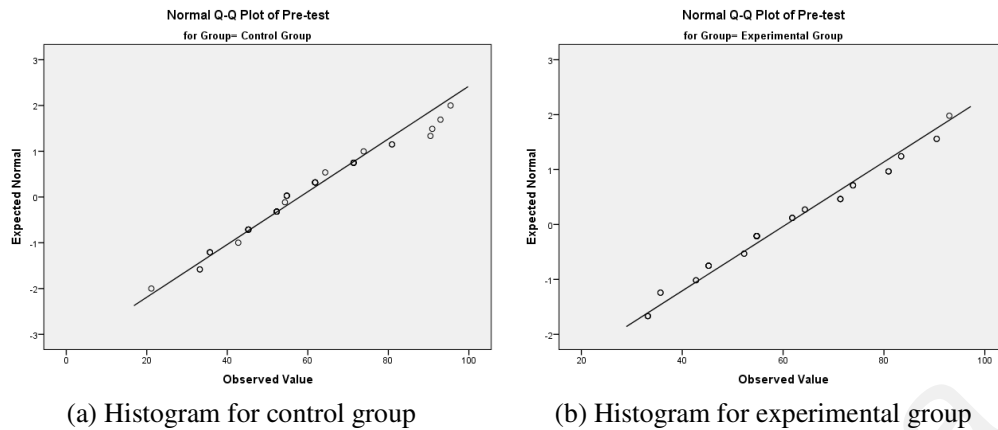 Normal Q-Q Plot of Pre-test
for Group= Control Group
3
2
1
0
-1
-2
-3
Expected Normal
0 20 40 60 80 100
Observed Value
(a) Histogram for control group
Normal Q-Q Plot of Pre-test
for Group= Experimental Group
3
2
1
0
-1
-2
Expected Normal
20 40 60 80 100
Observed Value
(b) Histogram for experimental group